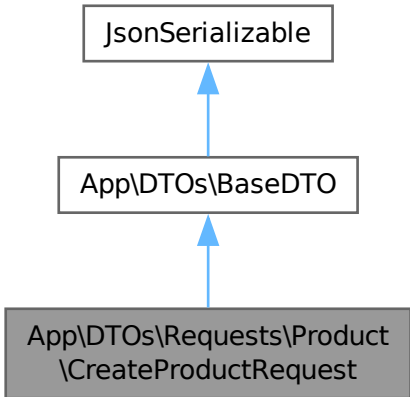 JsonSerializable
App\DTOs\BaseDTO
App\DTOs\Requests\Product
\CreateProductRequest